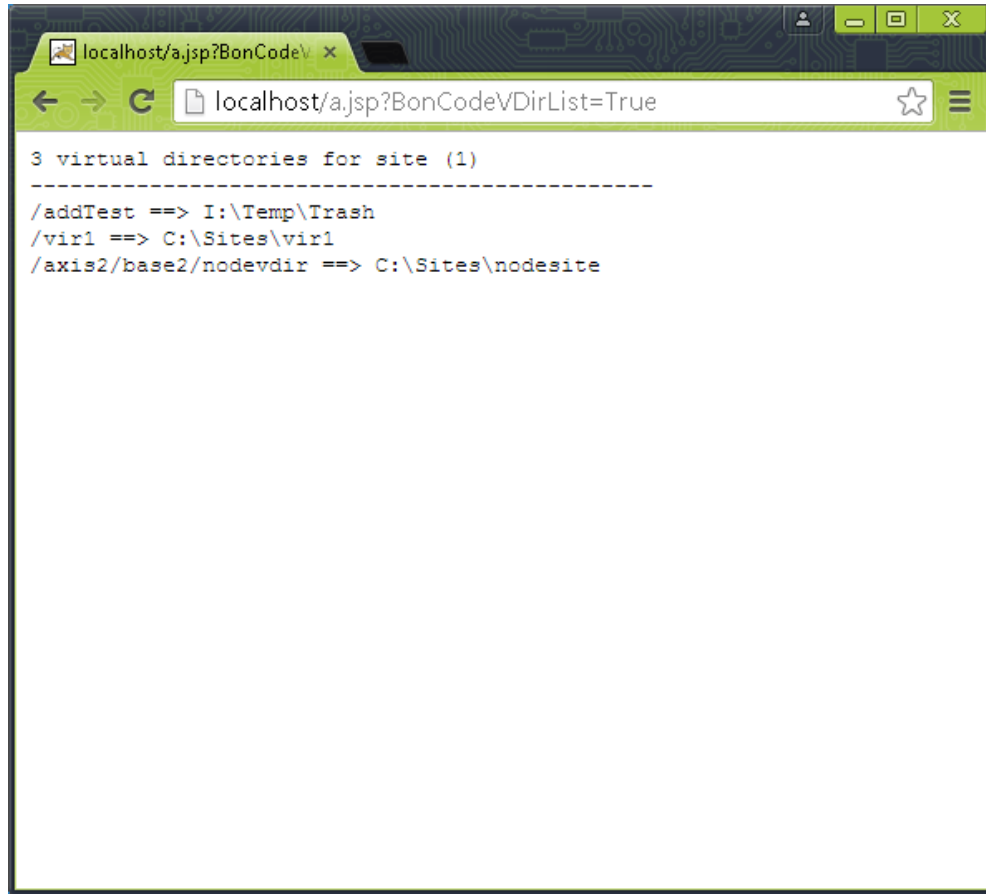 localhost/a.jsp?BonCodeV
localhost/a.jsp?BonCodeVDirList=True
3 virtual directories for site (1)
-----------------------------------------------
/addTest ==> I:\Temp\Trash
/vir1 ==> C:\Sites\vir1
/axis2/base2/nodevdir ==> C:\Sites\nodesite